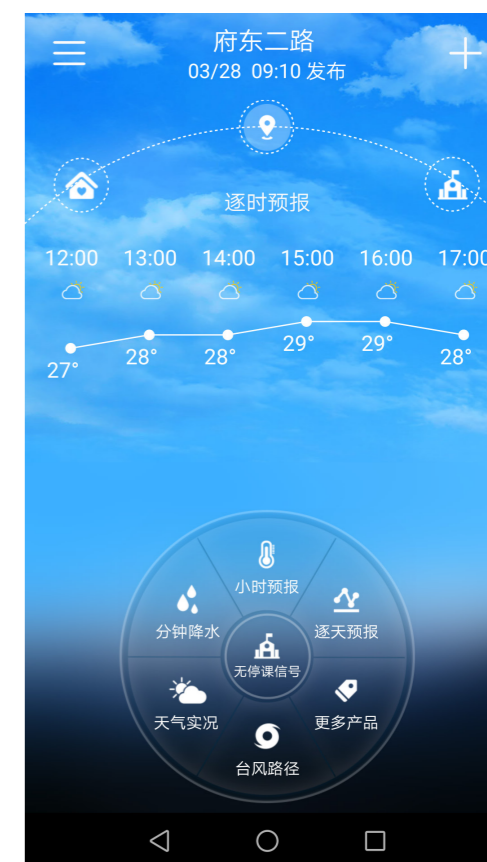 府东二路
03/28 09:10 发布
逐时预报
12:00 13:00 14:00 15:00 16:00 17:00
27° 28° 28° 29° 29° 28°
小时预报
分钟降水 逐天预报
无停课信号
天气实况 更多产品
台风路径